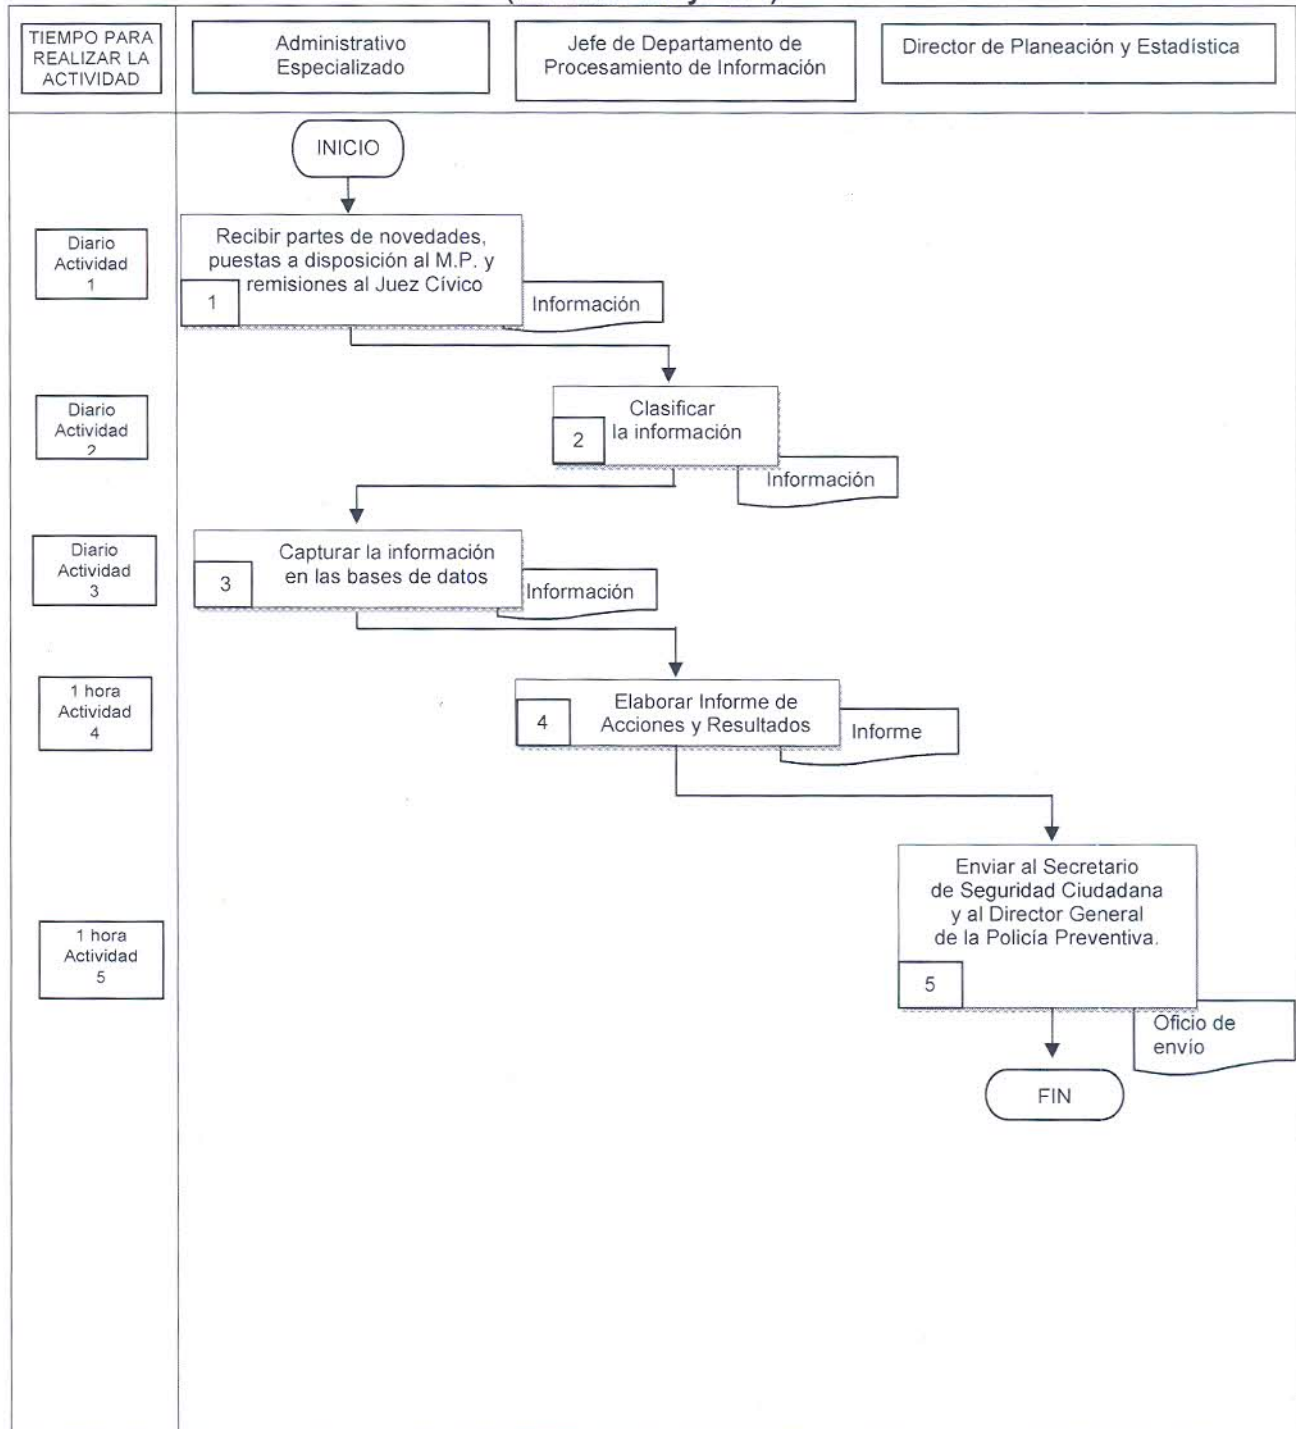 TIEMPO PARA
REALIZAR LA
ACTIVIDAD
Administrativo
Especializado
Jefe de Departamento de
Procesamiento de Información
Director de Planeación y Estadística
INICIO
Diario
Actividad
1
Recibir partes de novedades,
puestas a disposición al M.P. y
remisiones al Juez Cívico
1
Información
Diario
Actividad
2
Clasificar
la información
2
Información
Diario
Actividad
3
Capturar la información
en las bases de datos
3
Información
1 hora
Actividad
4
Elaborar Informe de
Acciones y Resultados
4
Informe
1 hora
Actividad
5
Enviar al Secretario
de Seguridad Ciudadana
y al Director General
de la Policía Preventiva.
5
Oficio de
envío
FIN